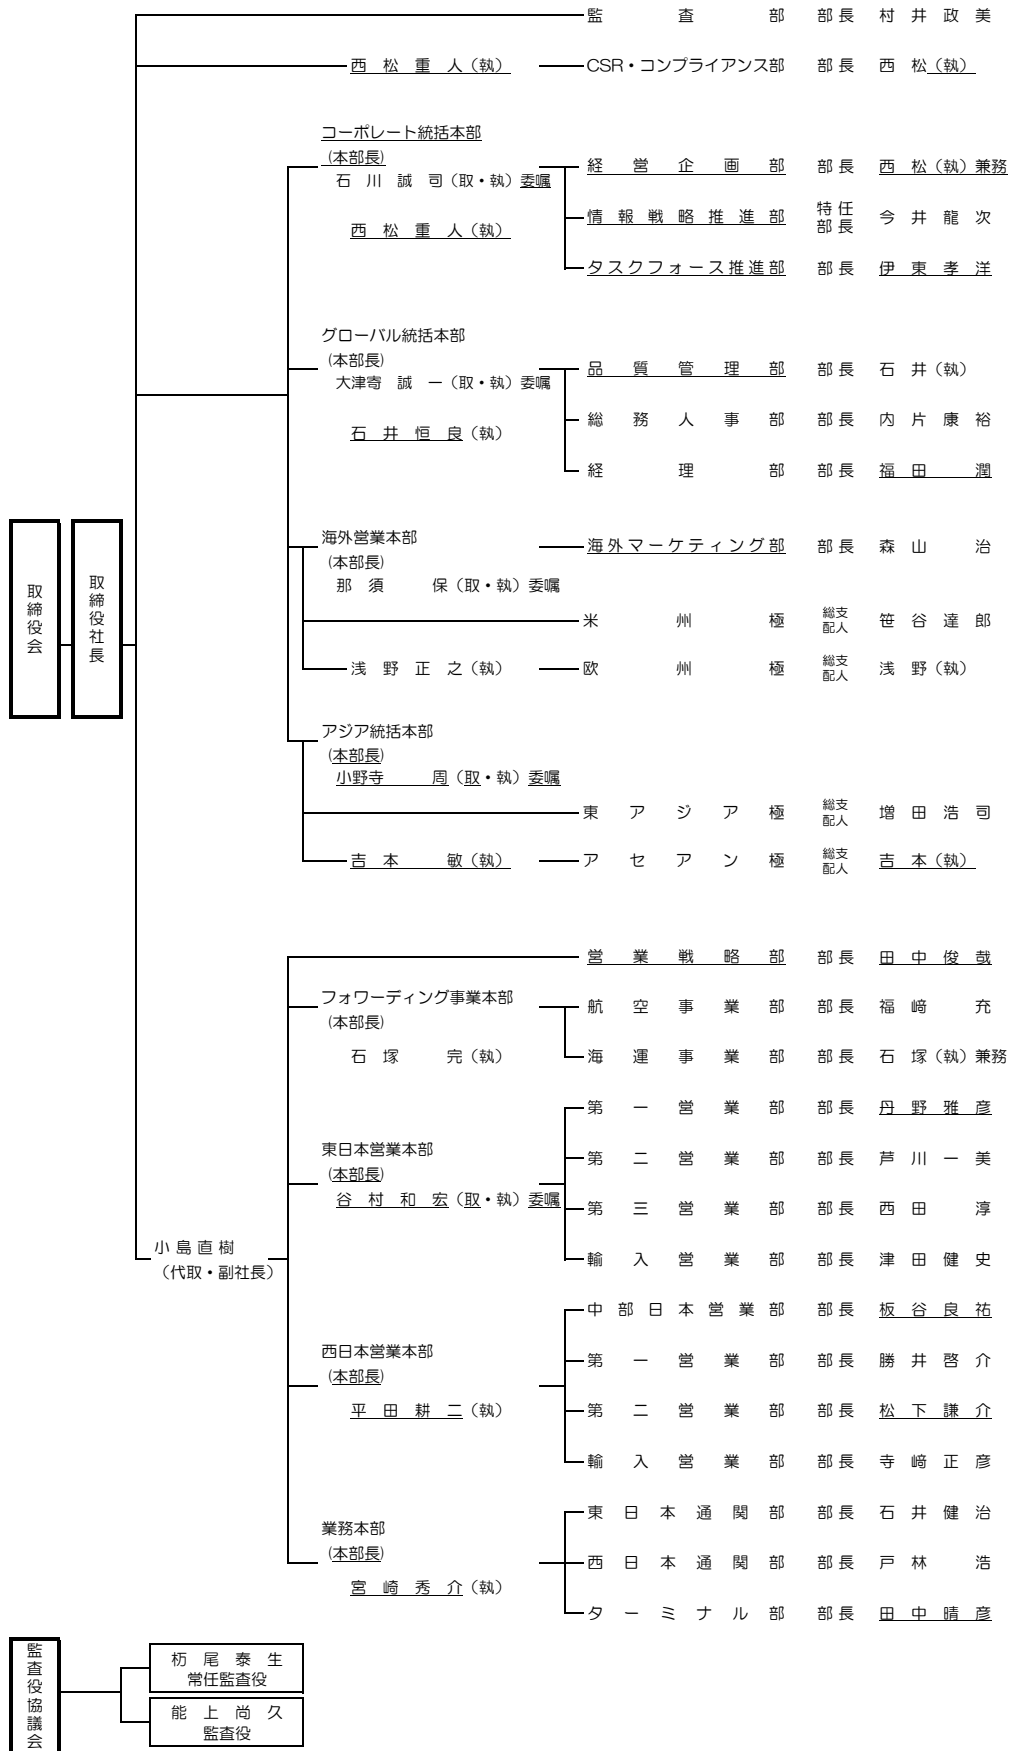 監査部 部長 村井政美
西松重人（執） CSR・コンプライアンス部 部長 西松（執）
コーポレート統括本部
（本部長）
石川誠司（取・執）委嘱
西松重人（執）
経営企画部 部長 西松（執）兼務
情報戦略推進部 特任部長 今井龍次
タスクフォース推進部 部長 伊東孝洋
グローバル統括本部
（本部長）
大津寄誠一（取・執）委嘱
石井恒良（執）
品質管理部 部長 石井（執）
総務人事部 部長 内片康裕
経理部 部長 福田潤
取締役会
取締役社長
海外営業本部
（本部長）
那須保（取・執）委嘱
海外マーケティング部 部長 森山治
米州極 総支配人 笹谷達郎
浅野正之（執） 欧州極 総支配人 浅野（執）
アジア統括本部
（本部長）
小野寺周（取・執）委嘱
東アジア極 総支配人 増田浩司
吉本敏（執） アセアン極 総支配人 吉本（執）
小島直樹
（代取・副社長）
営業戦略部 部長 田中俊哉
フォワーディング事業本部
（本部長）
石塚完（執）
航空事業部 部長 福﨑充
海運事業部 部長 石塚（執）兼務
東日本営業本部
（本部長）
谷村和宏（取・執）委嘱
第一営業部 部長 丹野雅彦
第二営業部 部長 芦川一美
第三営業部 部長 西田淳
輸入営業部 部長 津田健史
西日本営業本部
（本部長）
平田耕二（執）
中部日本営業部 部長 板谷良祐
第一営業部 部長 勝井啓介
第二営業部 部長 松下謙介
輸入営業部 部長 寺﨑正彦
業務本部
（本部長）
宮崎秀介（執）
東日本通関部 部長 石井健治
西日本通関部 部長 戸林浩
ターミナル部 部長 田中晴彦
監査役協議会
栃尾泰生
常任監査役
能上尚久
監査役